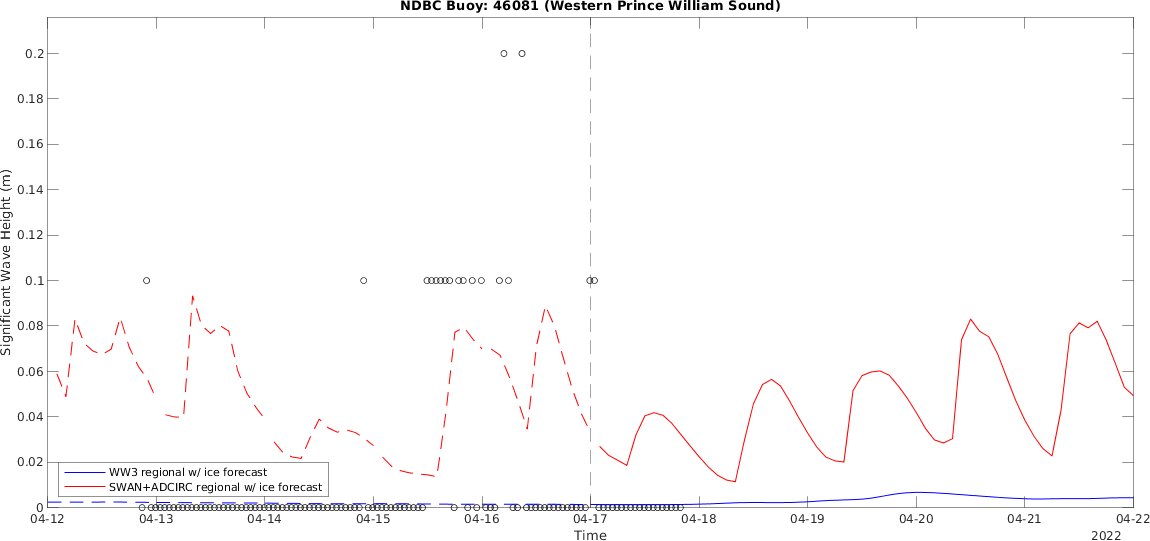 NDBC Buoy: 46081 (Western Prince William Sound)
Significant Wave Height (m)
0.2
0.18
0.16
0.14
0.12
0.1
0.08
0.06
0.04
0.02
0
WW3 regional w/ ice forecast
SWAN+ADCIRC regional w/ ice forecast
04-12 04-13 04-14 04-15 04-16 04-17 04-18 04-19 04-20 04-21 04-22
Time
2022